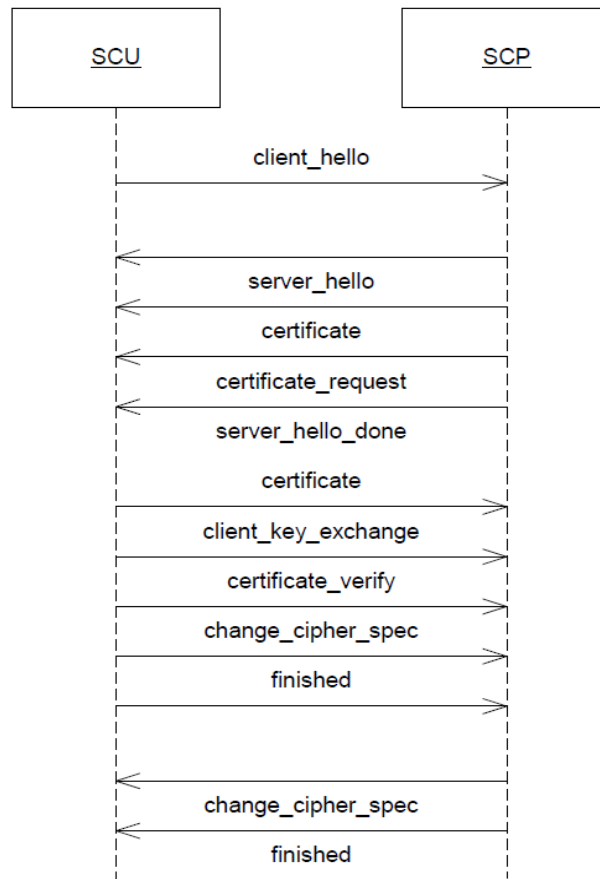 SCU
SCP
client_hello
server_hello
certificate
certificate_request
server_hello_done
certificate
client_key_exchange
certificate_verify
change_cipher_spec
finished
change_cipher_spec
finished